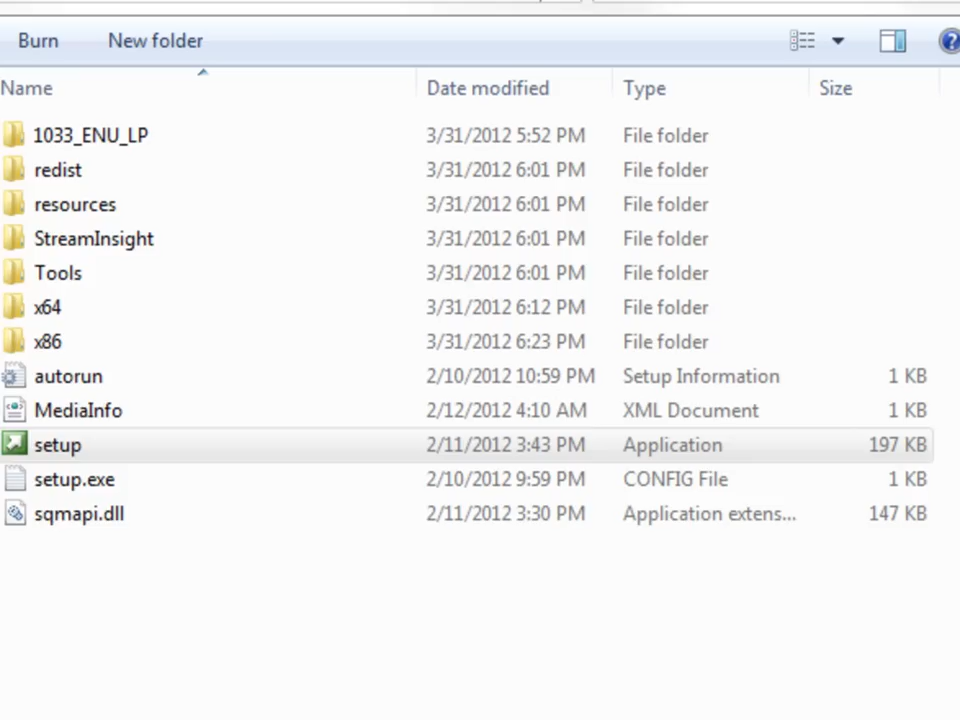 Burn New folder
Name Date modified Type Size
1033_ENU_LP 3/31/2012 5:52 PM File folder
redist 3/31/2012 6:01 PM File folder
resources 3/31/2012 6:01 PM File folder
StreamInsight 3/31/2012 6:01 PM File folder
Tools 3/31/2012 6:01 PM File folder
x64 3/31/2012 6:12 PM File folder
x86 3/31/2012 6:23 PM File folder
autorun 2/10/2012 10:59 PM Setup Information 1 KB
MediaInfo 2/12/2012 4:10 AM XML Document 1 KB
setup 2/11/2012 3:43 PM Application 197 KB
setup.exe 2/10/2012 9:59 PM CONFIG File 1 KB
sqmapi.dll 2/11/2012 3:30 PM Application extens... 147 KB